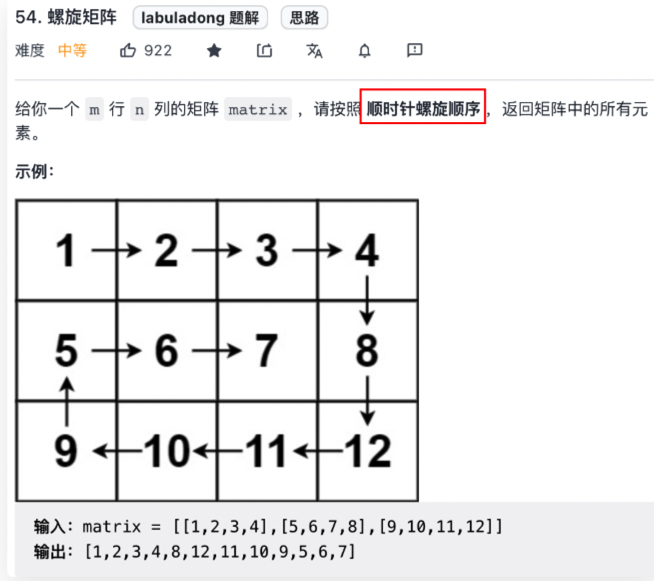 54. 螺旋矩阵 labuladong 题解 思路
难度 中等 922
给你一个 m 行 n 列的矩阵 matrix ，请按照 顺时针螺旋顺序 ，返回矩阵中的所有元
素。
示例：
1 2 3 4
5 6 7 8
9 10 11 12
输入：matrix = [[1,2,3,4],[5,6,7,8],[9,10,11,12]]
输出：[1,2,3,4,8,12,11,10,9,5,6,7]